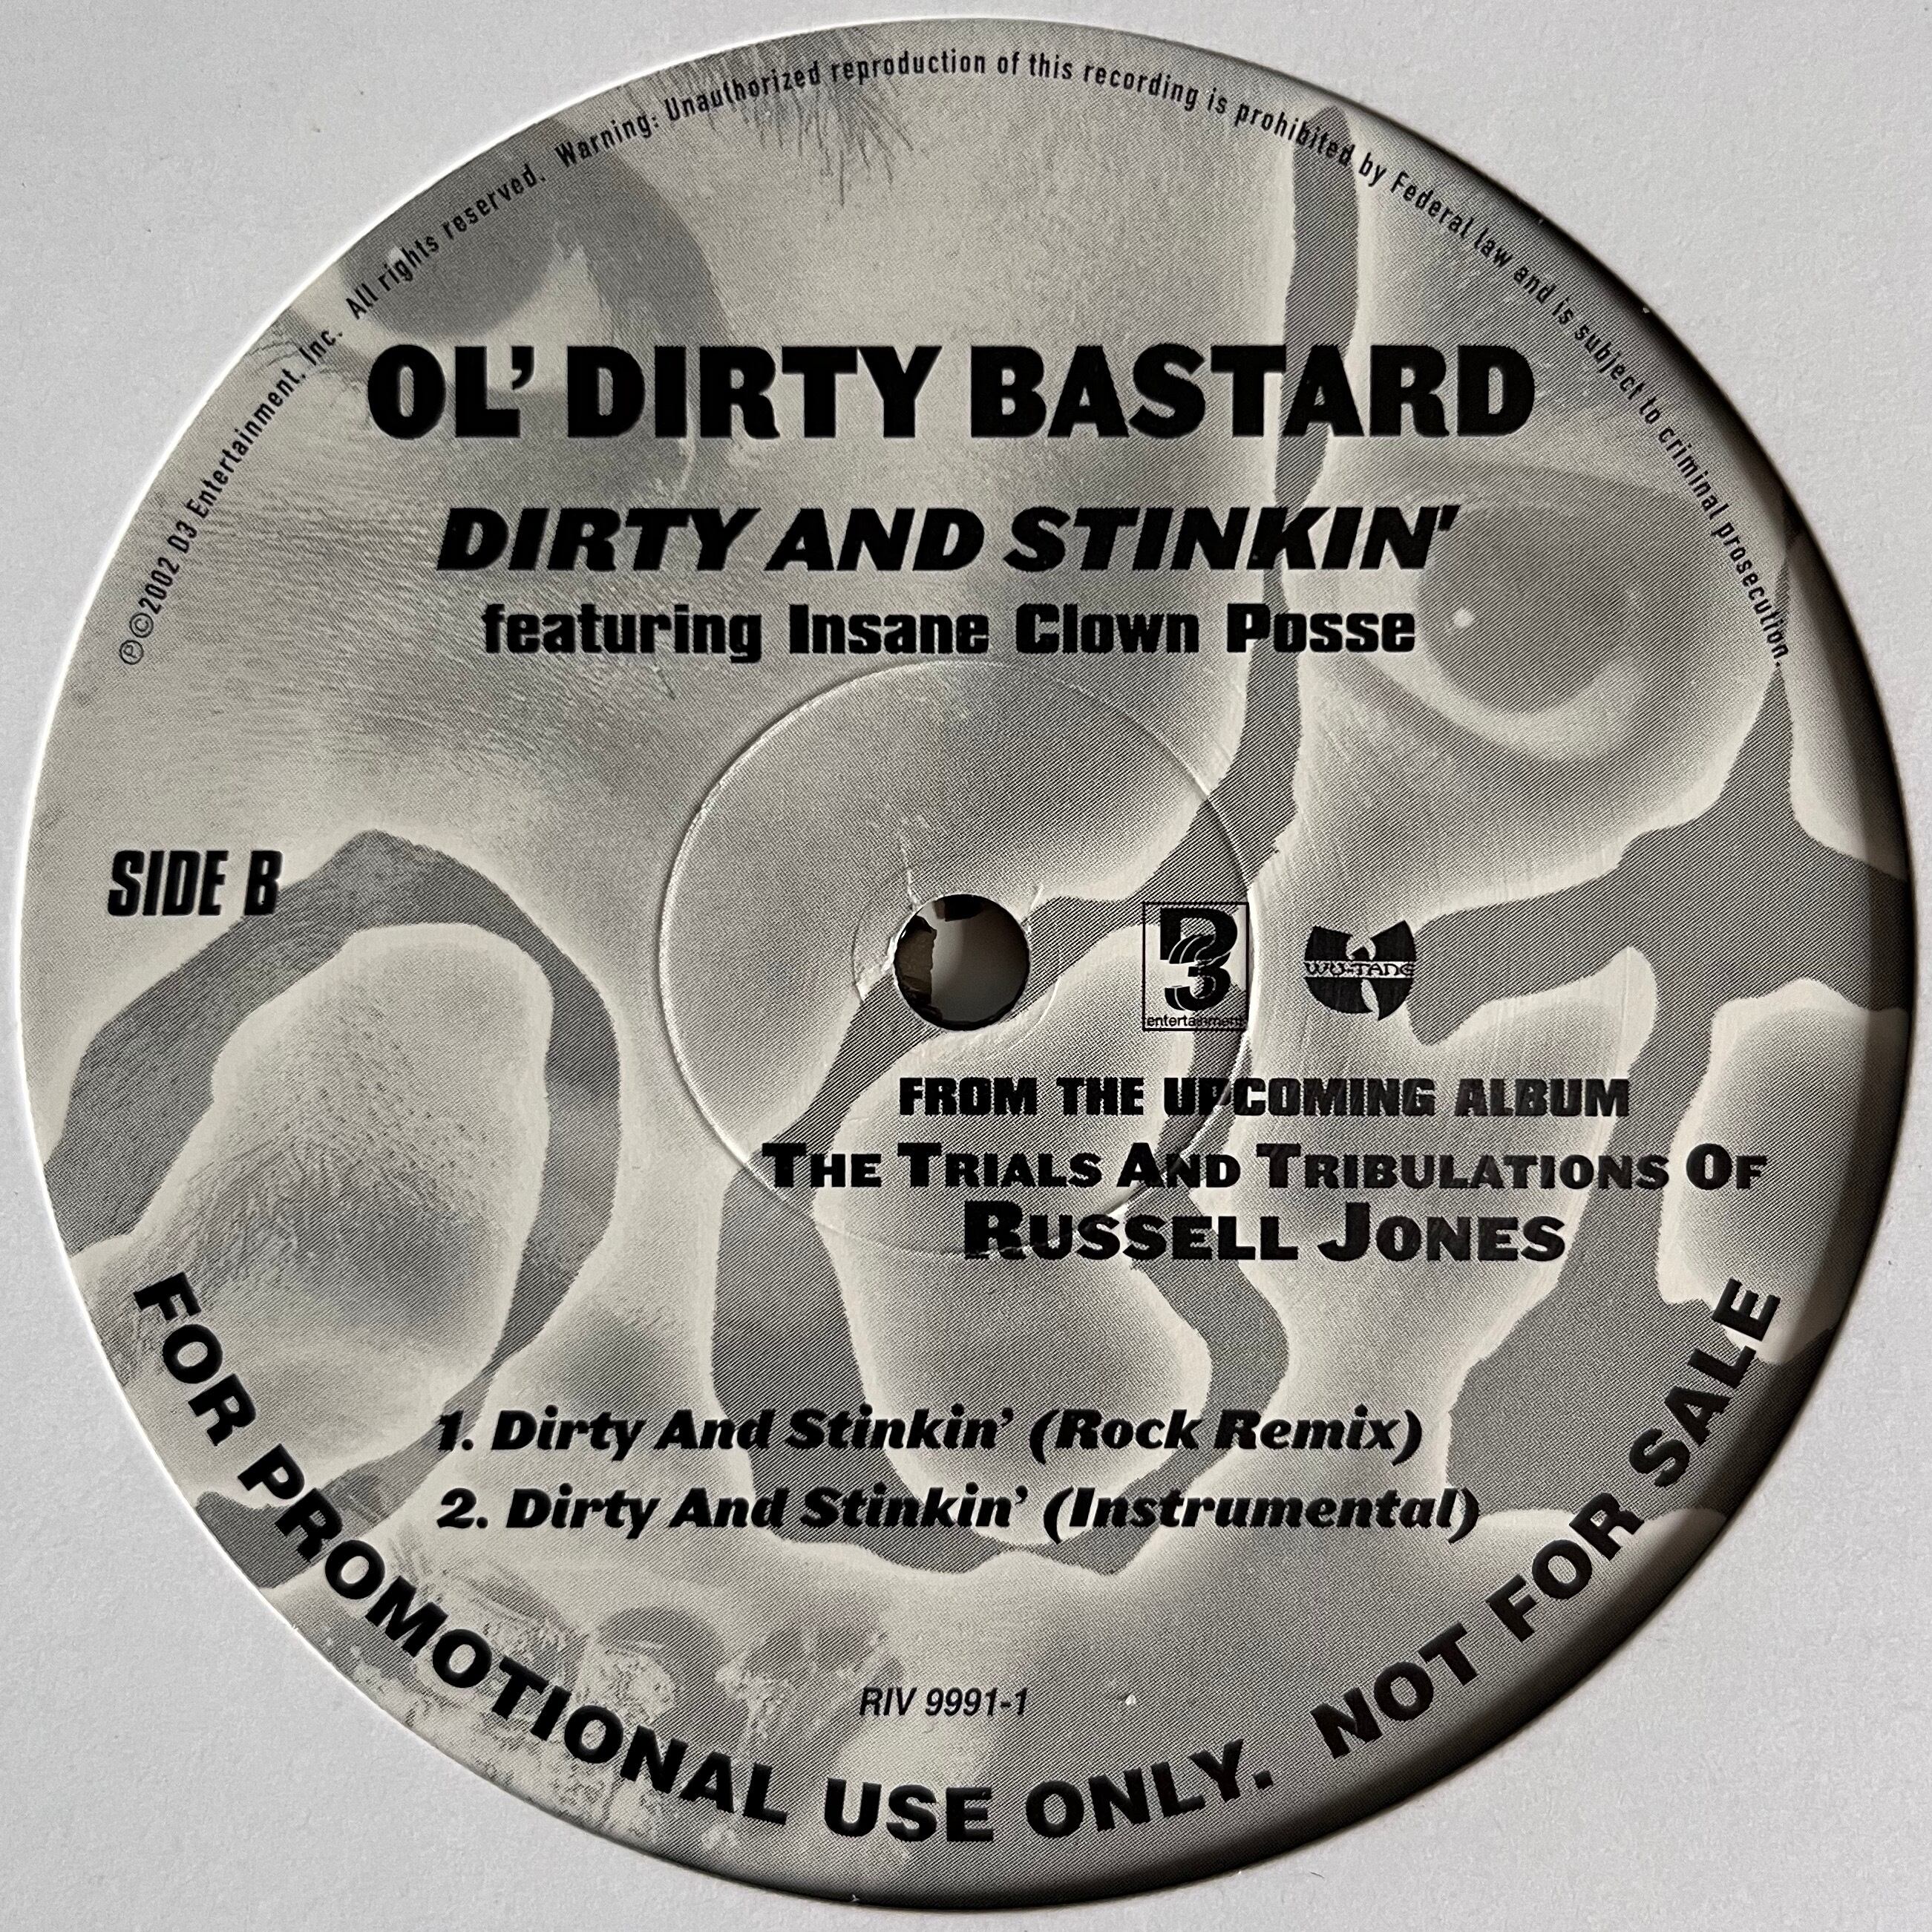 ℗©2002 D3 Entertainment, Inc. All rights reserved. Warning: Unauthorized reproduction of this recording is prohibited by Federal law and is subject to criminal prosecution.
OL' DIRTY BASTARD
DIRTY AND STINKIN'
featuring Insane Clown Posse
SIDE B
D3
entertainment
WU-TANG
FROM THE UPCOMING ALBUM
THE TRIALS AND TRIBULATIONS OF
RUSSELL JONES
1. Dirty And Stinkin' (Rock Remix)
2. Dirty And Stinkin' (Instrumental)
RIV 9991-1
FOR PROMOTIONAL USE ONLY. NOT FOR SALE